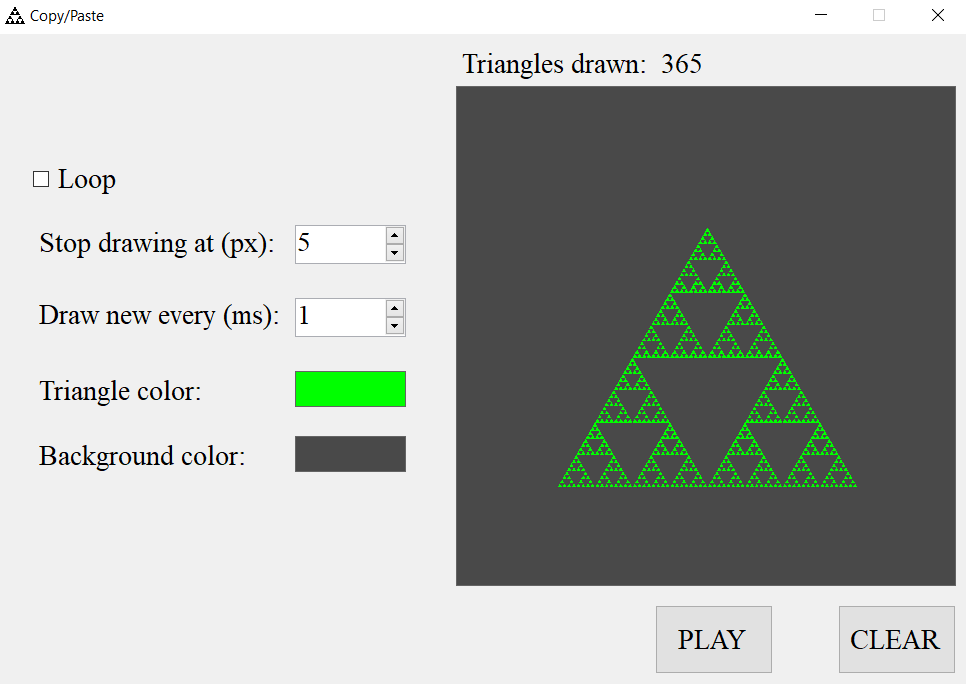 Copy/Paste
Triangles drawn: 365
Loop
Stop drawing at (px): 5
Draw new every (ms): 1
Triangle color:
Background color:
PLAY CLEAR